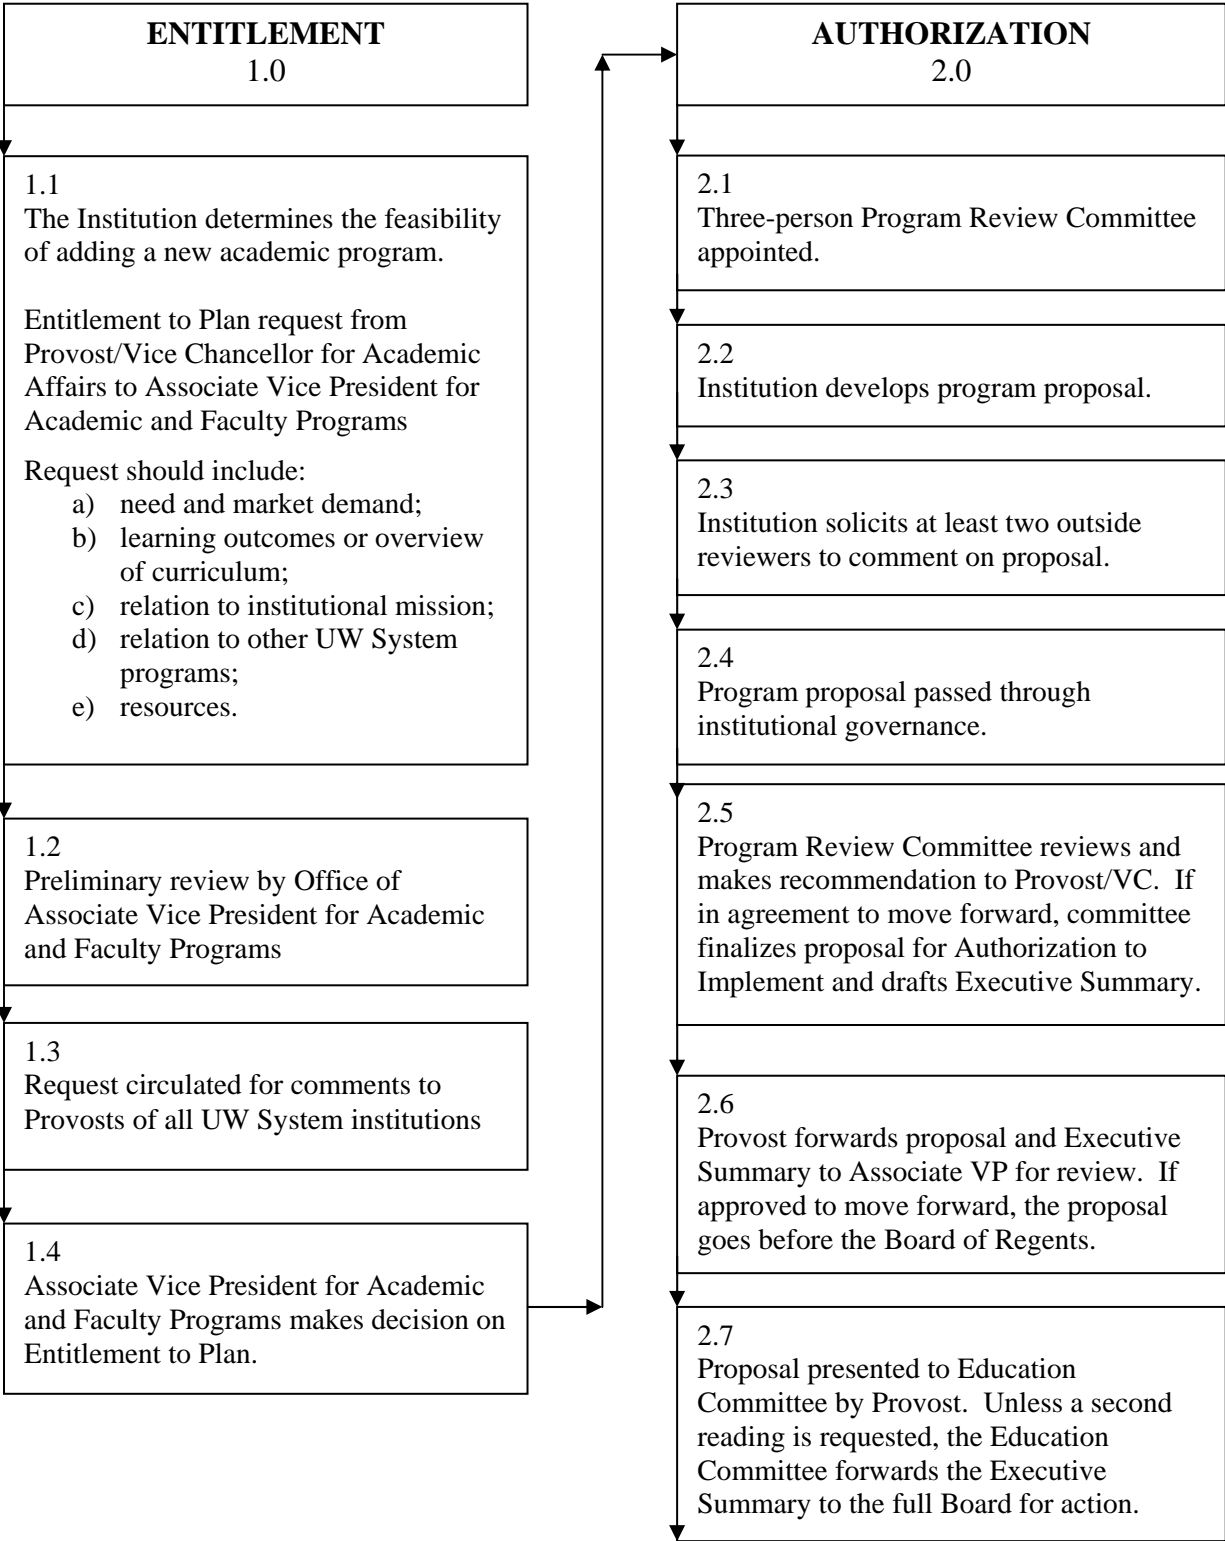 ENTITLEMENT
1.0
1.1
The Institution determines the feasibility
of adding a new academic program.
Entitlement to Plan request from
Provost/Vice Chancellor for Academic
Affairs to Associate Vice President for
Academic and Faculty Programs
Request should include:
a) need and market demand;
b) learning outcomes or overview
of curriculum;
c) relation to institutional mission;
d) relation to other UW System
programs;
e) resources.
1.2
Preliminary review by Office of
Associate Vice President for Academic
and Faculty Programs
1.3
Request circulated for comments to
Provosts of all UW System institutions
1.4
Associate Vice President for Academic
and Faculty Programs makes decision on
Entitlement to Plan.
AUTHORIZATION
2.0
2.1
Three-person Program Review Committee
appointed.
2.2
Institution develops program proposal.
2.3
Institution solicits at least two outside
reviewers to comment on proposal.
2.4
Program proposal passed through
institutional governance.
2.5
Program Review Committee reviews and
makes recommendation to Provost/VC. If
in agreement to move forward, committee
finalizes proposal for Authorization to
Implement and drafts Executive Summary.
2.6
Provost forwards proposal and Executive
Summary to Associate VP for review. If
approved to move forward, the proposal
goes before the Board of Regents.
2.7
Proposal presented to Education
Committee by Provost. Unless a second
reading is requested, the Education
Committee forwards the Executive
Summary to the full Board for action.